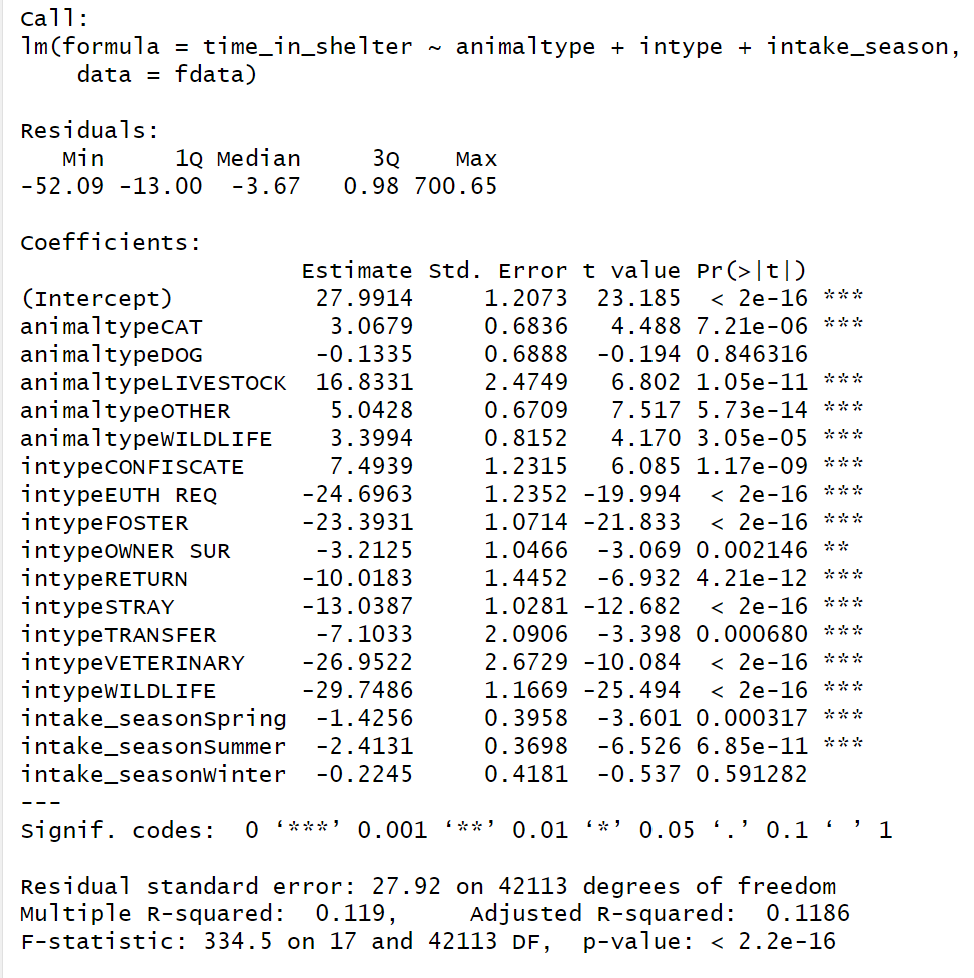 Call:
lm(formula = time_in_shelter ~ animaltype + intype + intake_season,
    data = fdata)

Residuals:
   Min     1Q Median     3Q    Max
-52.09 -13.00  -3.67   0.98 700.65

Coefficients:
                    Estimate Std. Error t value Pr(>|t|)
(Intercept)          27.9914     1.2073  23.185  < 2e-16 ***
animaltypeCAT         3.0679     0.6836   4.488 7.21e-06 ***
animaltypeDOG        -0.1335     0.6888  -0.194 0.846316
animaltypeLIVESTOCK  16.8331     2.4749   6.802 1.05e-11 ***
animaltypeOTHER       5.0428     0.6709   7.517 5.73e-14 ***
animaltypeWILDLIFE    3.3994     0.8152   4.170 3.05e-05 ***
intypeCONFISCATE      7.4939     1.2315   6.085 1.17e-09 ***
intypeEUTH REQ      -24.6963     1.2352 -19.994  < 2e-16 ***
intypeFOSTER        -23.3931     1.0714 -21.833  < 2e-16 ***
intypeOWNER SUR      -3.2125     1.0466  -3.069 0.002146 **
intypeRETURN        -10.0183     1.4452  -6.932 4.21e-12 ***
intypeSTRAY         -13.0387     1.0281 -12.682  < 2e-16 ***
intypeTRANSFER       -7.1033     2.0906  -3.398 0.000680 ***
intypeVETERINARY    -26.9522     2.6729 -10.084  < 2e-16 ***
intypeWILDLIFE      -29.7486     1.1669 -25.494  < 2e-16 ***
intake_seasonSpring  -1.4256     0.3958  -3.601 0.000317 ***
intake_seasonSummer  -2.4131     0.3698  -6.526 6.85e-11 ***
intake_seasonWinter  -0.2245     0.4181  -0.537 0.591282
---
Signif. codes:  0 ‘***’ 0.001 ‘**’ 0.01 ‘*’ 0.05 ‘.’ 0.1 ‘ ’ 1

Residual standard error: 27.92 on 42113 degrees of freedom
Multiple R-squared:  0.119,     Adjusted R-squared:  0.1186
F-statistic: 334.5 on 17 and 42113 DF,  p-value: < 2.2e-16